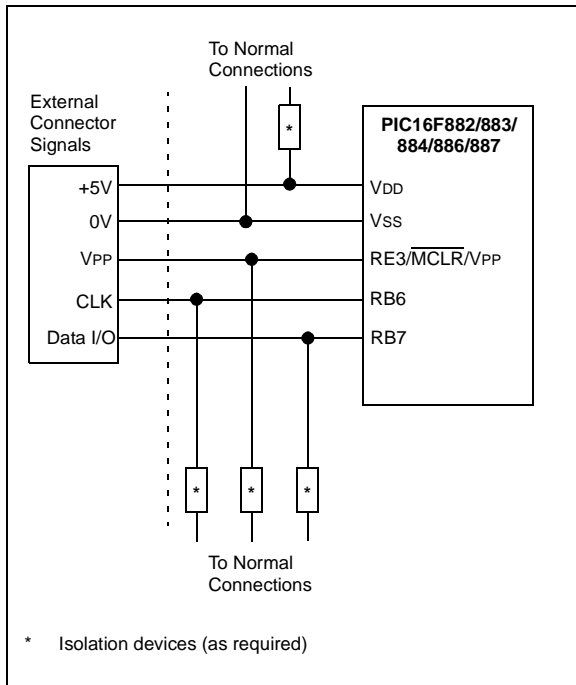 To Normal
Connections
External
Connector
Signals
*
PIC16F882/883/
884/886/887
+5V
VDD
0V
VSS
VPP
RE3/MCLR/VPP
CLK
RB6
Data I/O
RB7
*
*
*
To Normal
Connections
* Isolation devices (as required)